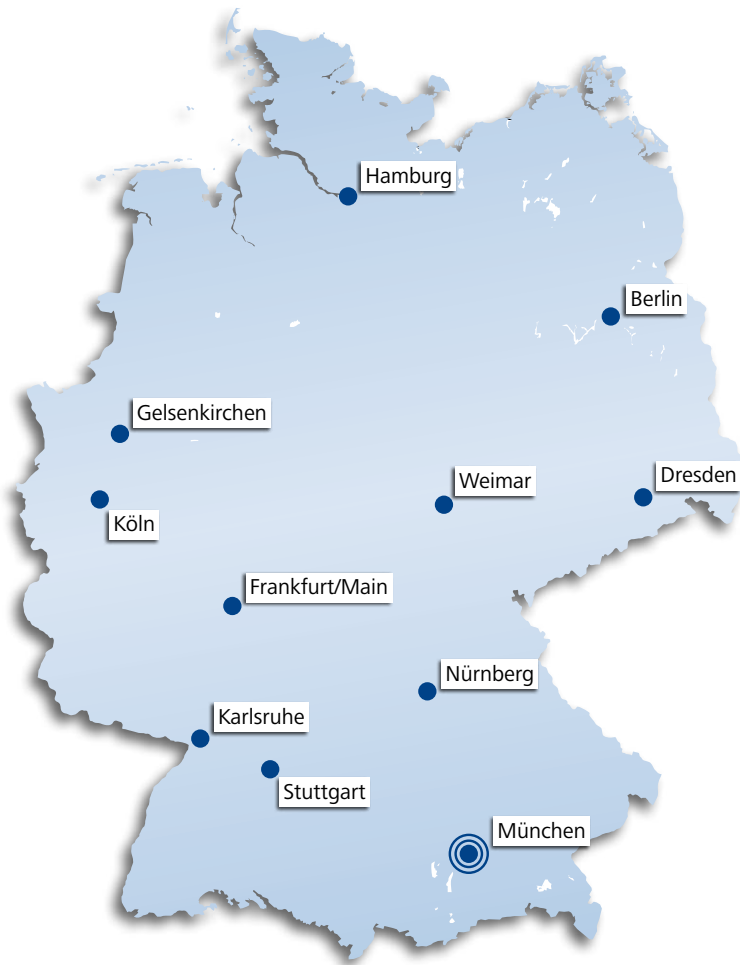 Hamburg
Berlin
Gelsenkirchen
Weimar
Dresden
Köln
Frankfurt/Main
Nürnberg
Karlsruhe
Stuttgart
München